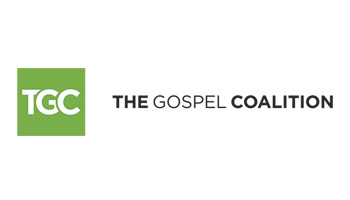 TGC
THE GOSPEL COALITION